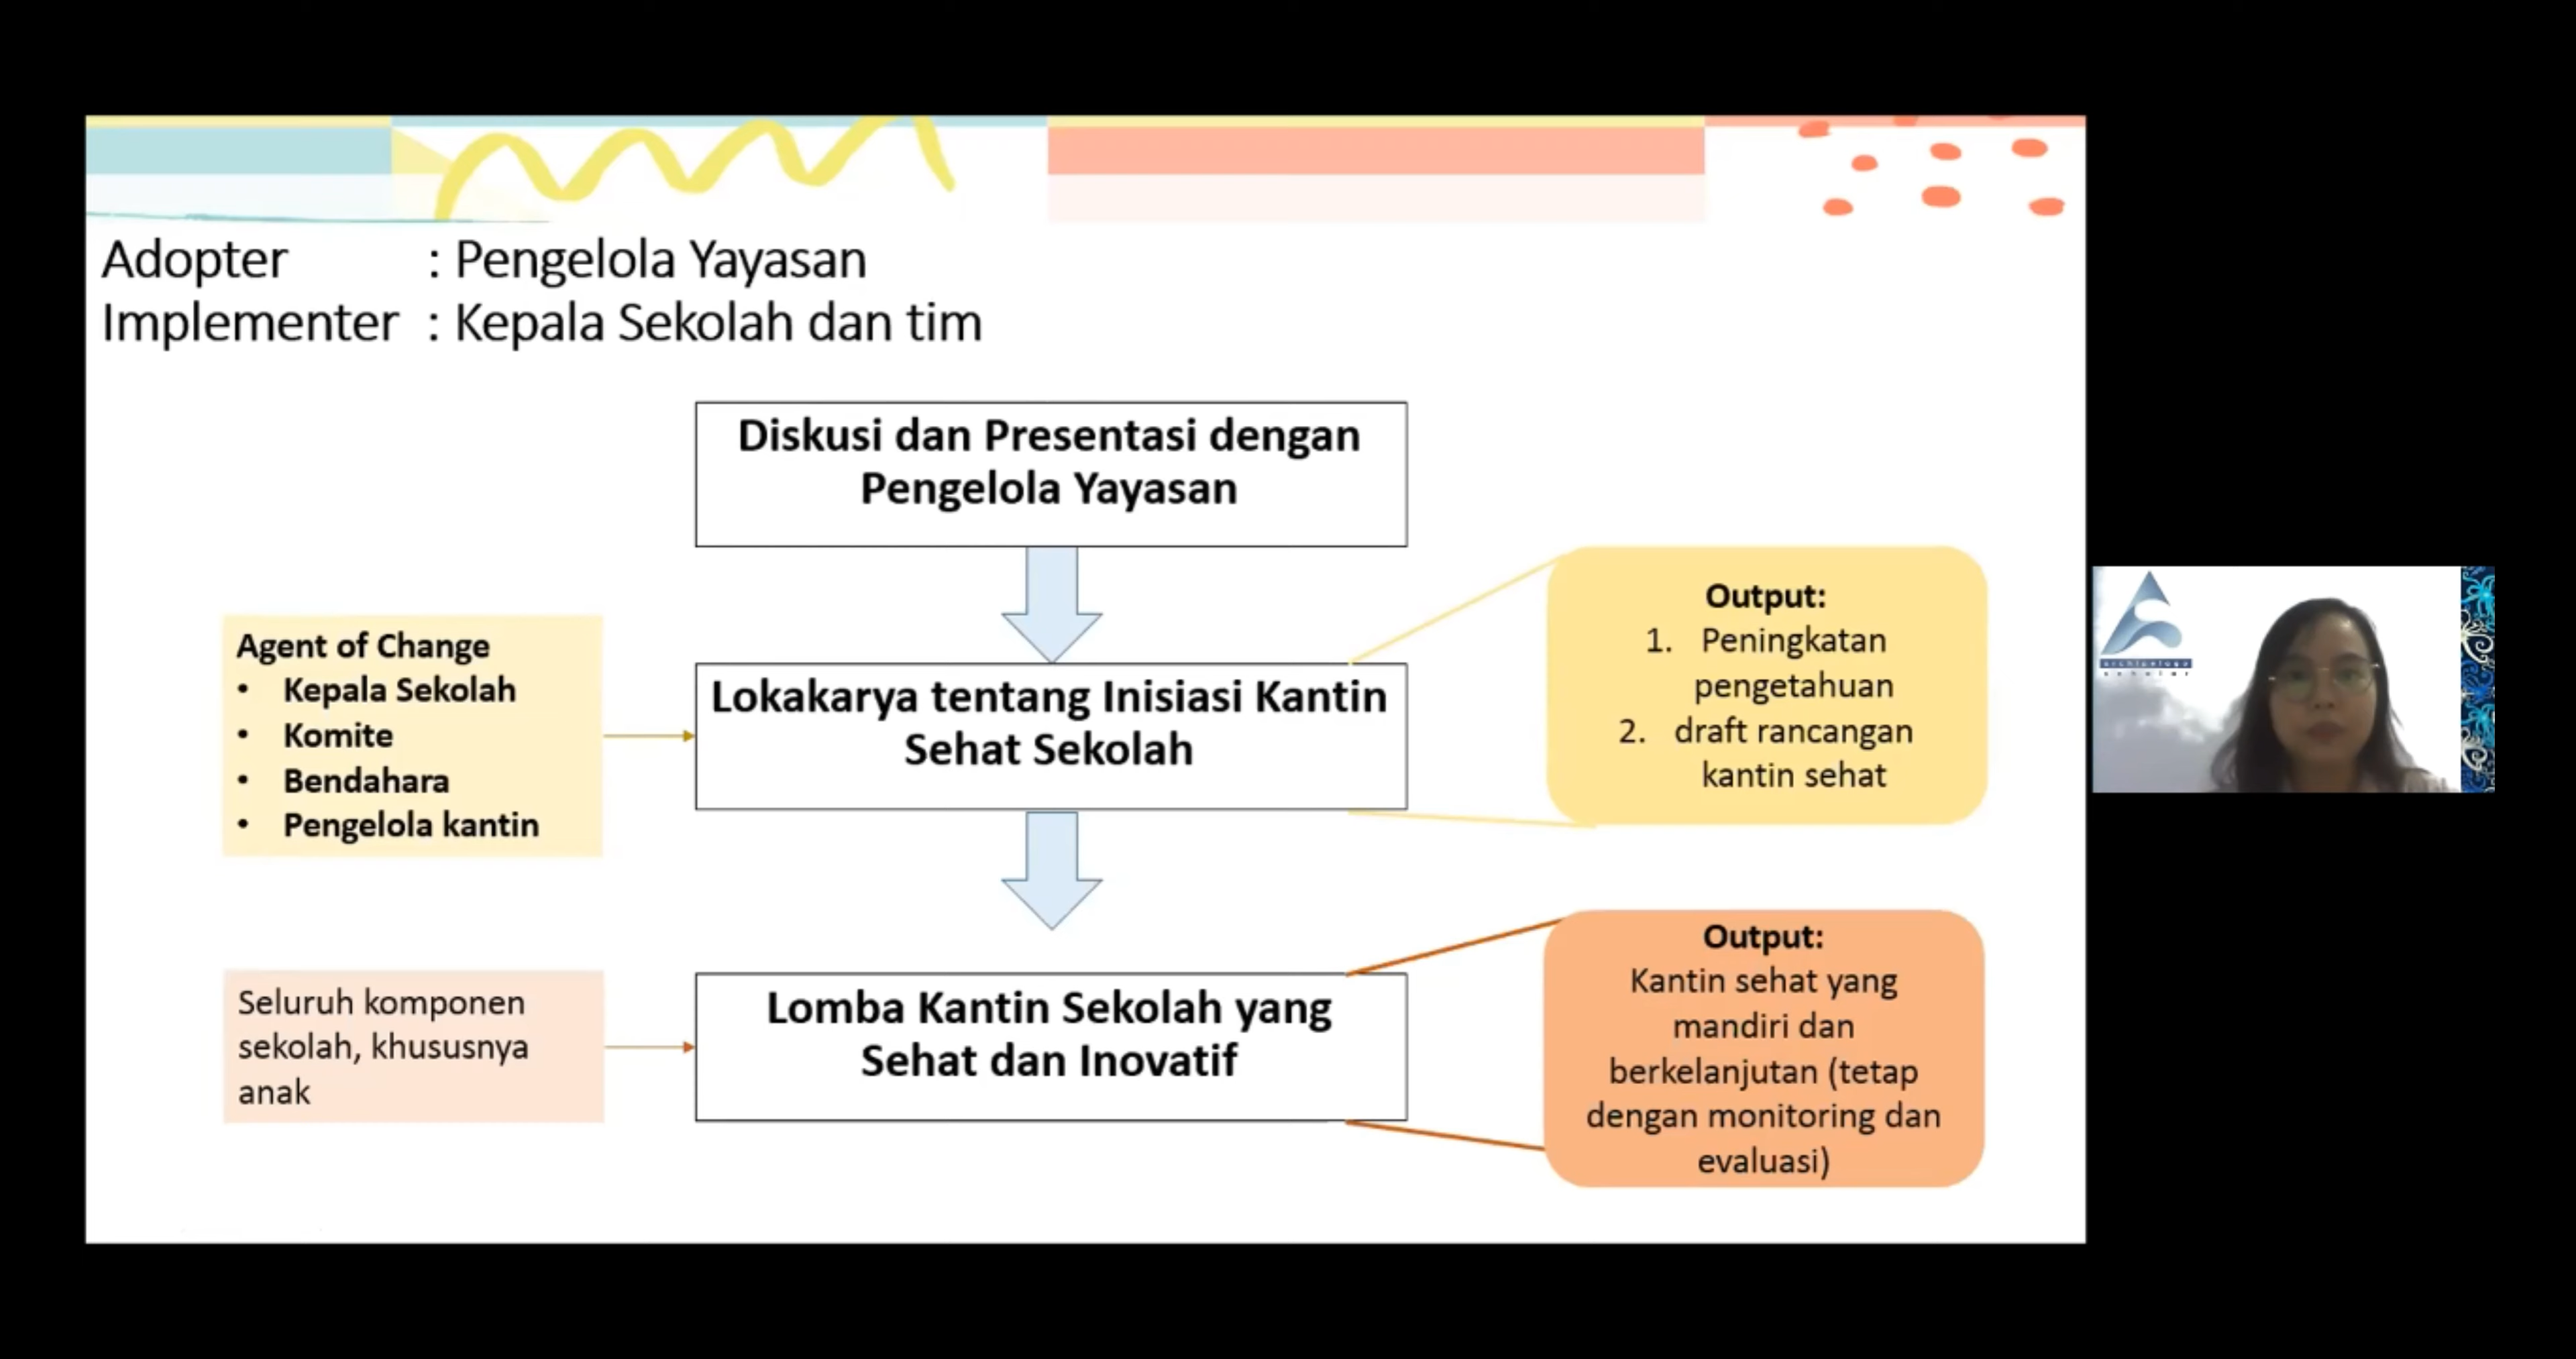 Adopter : Pengelola Yayasan
Implementer : Kepala Sekolah dan tim
Diskusi dan Presentasi dengan
Pengelola Yayasan
Agent of Change
• Kepala Sekolah
• Komite
• Bendahara
• Pengelola kantin
Lokakarya tentang Inisiasi Kantin
Sehat Sekolah
Output:
1. Peningkatan
pengetahuan
2. draft rancangan
kantin sehat
Seluruh komponen
sekolah, khususnya
anak
Lomba Kantin Sekolah yang
Sehat dan Inovatif
Output:
Kantin sehat yang
mandiri dan
berkelanjutan (tetap
dengan monitoring dan
evaluasi)
archipelago
scholar